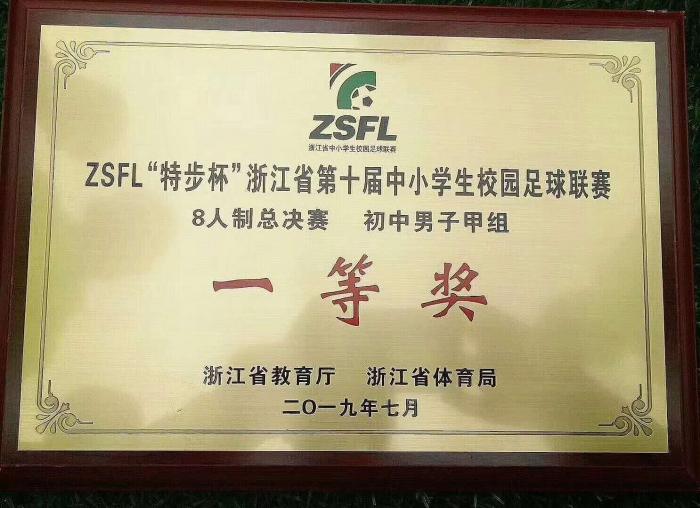 ZSFL
浙江省中小学生校园足球联赛
ZSFL“特步杯”浙江省第十届中小学生校园足球联赛
8人制总决赛 初中男子甲组
一等奖
浙江省教育厅 浙江省体育局
二〇一九年七月